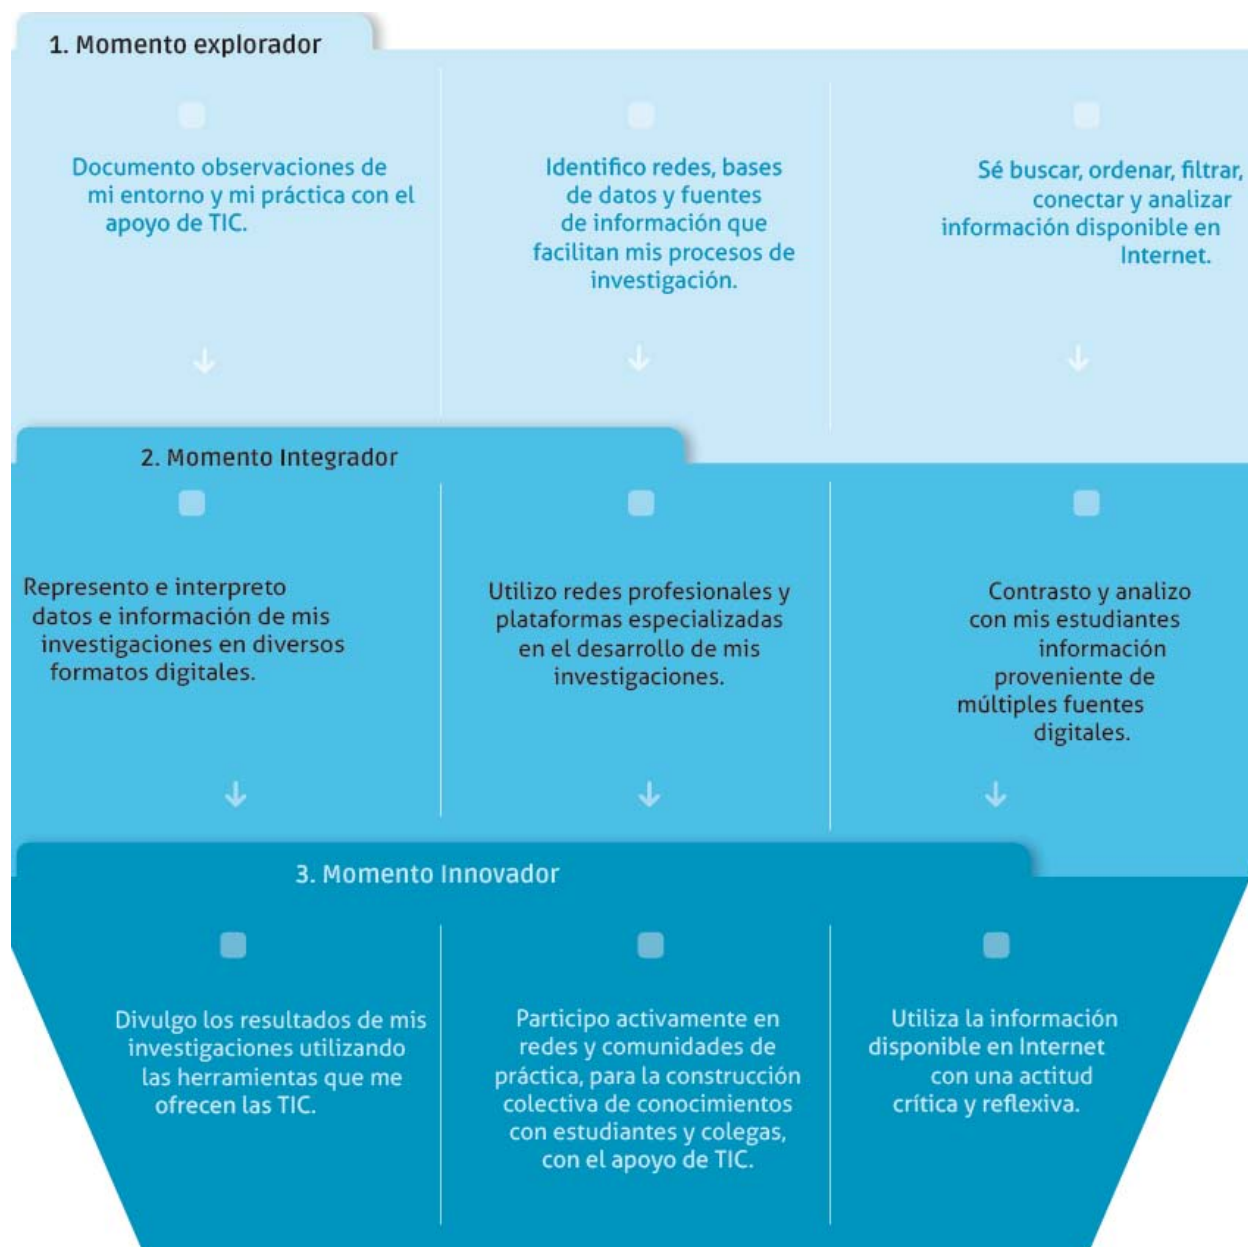 1. Momento explorador
Documento observaciones de
mi entorno y mi práctica con el
apoyo de TIC.
Identifico redes, bases
de datos y fuentes
de información que
facilitan mis procesos de
investigación.
Sé buscar, ordenar, filtrar,
conectar y analizar
información disponible en
Internet.
2. Momento Integrador
Represento e interpreto
datos e información de mis
investigaciones en diversos
formatos digitales.
Utilizo redes profesionales y
plataformas especializadas
en el desarrollo de mis
investigaciones.
Contrasto y analizo
con mis estudiantes
información
proveniente de
múltiples fuentes
digitales.
3. Momento Innovador
Divulgo los resultados de mis
investigaciones utilizando
las herramientas que me
ofrecen las TIC.
Participo activamente en
redes y comunidades de
práctica, para la construcción
colectiva de conocimientos
con estudiantes y colegas,
con el apoyo de TIC.
Utiliza la información
disponible en Internet
con una actitud
crítica y reflexiva.